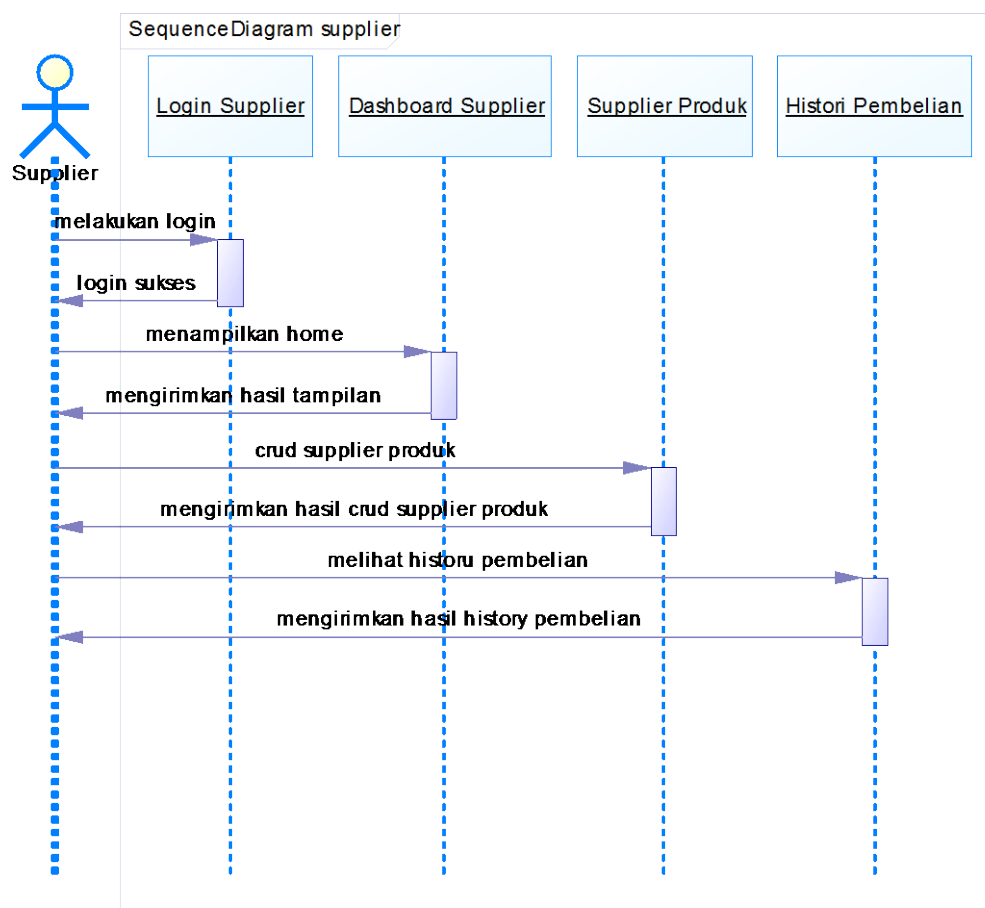 SequenceDiagram supplier
Login Supplier
Dashboard Supplier
Supplier Produk
Histori Pembelian
Supplier
melakukan login
login sukses
menampilkan home
mengirimkan hasil tampilan
crud supplier produk
mengirimkan hasil crud supplier produk
melihat historu pembelian
mengirimkan hasil history pembelian